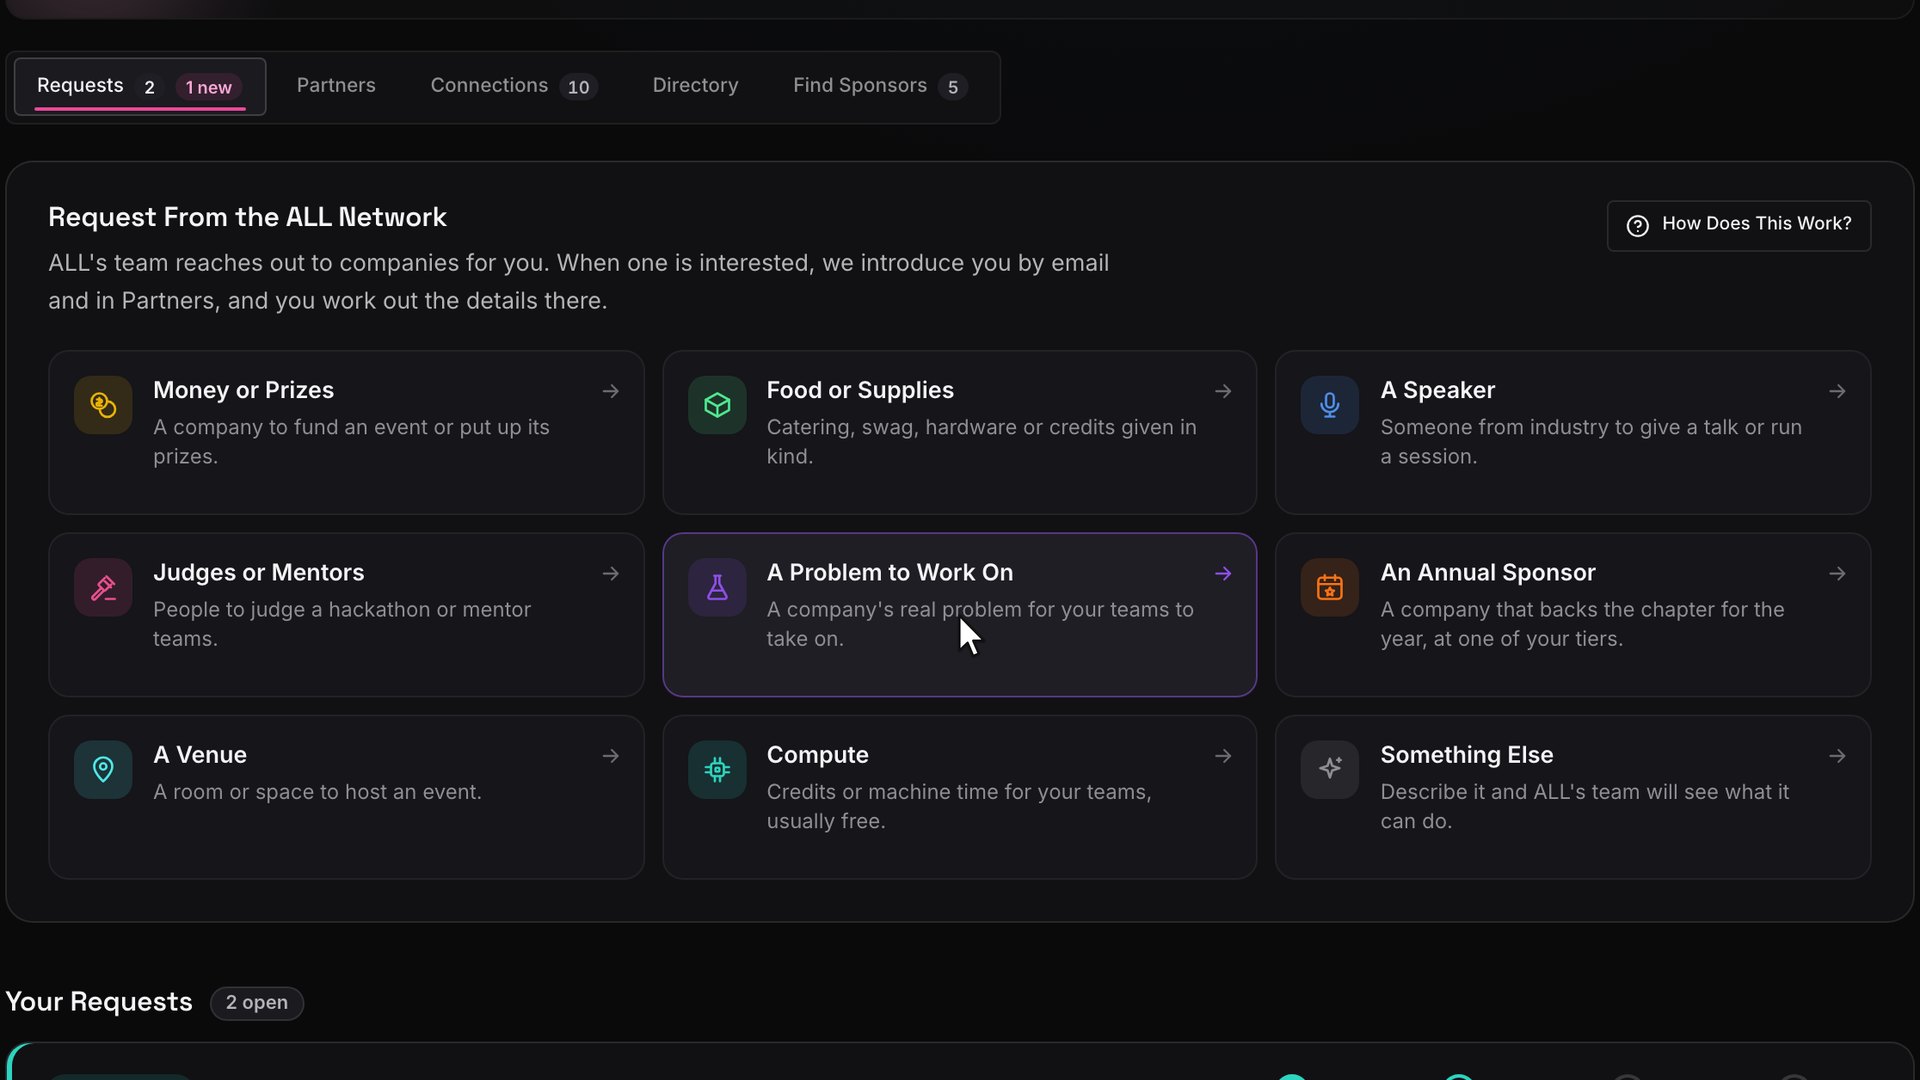 Requests 2 1 new Partners Connections 10 Directory Find Sponsors 5
Request From the ALL Network
How Does This Work?
ALL's team reaches out to companies for you. When one is interested, we introduce you by email
and in Partners, and you work out the details there.
Money or Prizes
A company to fund an event or put up its
prizes.
Food or Supplies
Catering, swag, hardware or credits given in
kind.
A Speaker
Someone from industry to give a talk or run
a session.
Judges or Mentors
People to judge a hackathon or mentor
teams.
A Problem to Work On
A company's real problem for your teams to
take on.
An Annual Sponsor
A company that backs the chapter for the
year, at one of your tiers.
A Venue
A room or space to host an event.
Compute
Credits or machine time for your teams,
usually free.
Something Else
Describe it and ALL's team will see what it
can do.
Your Requests 2 open